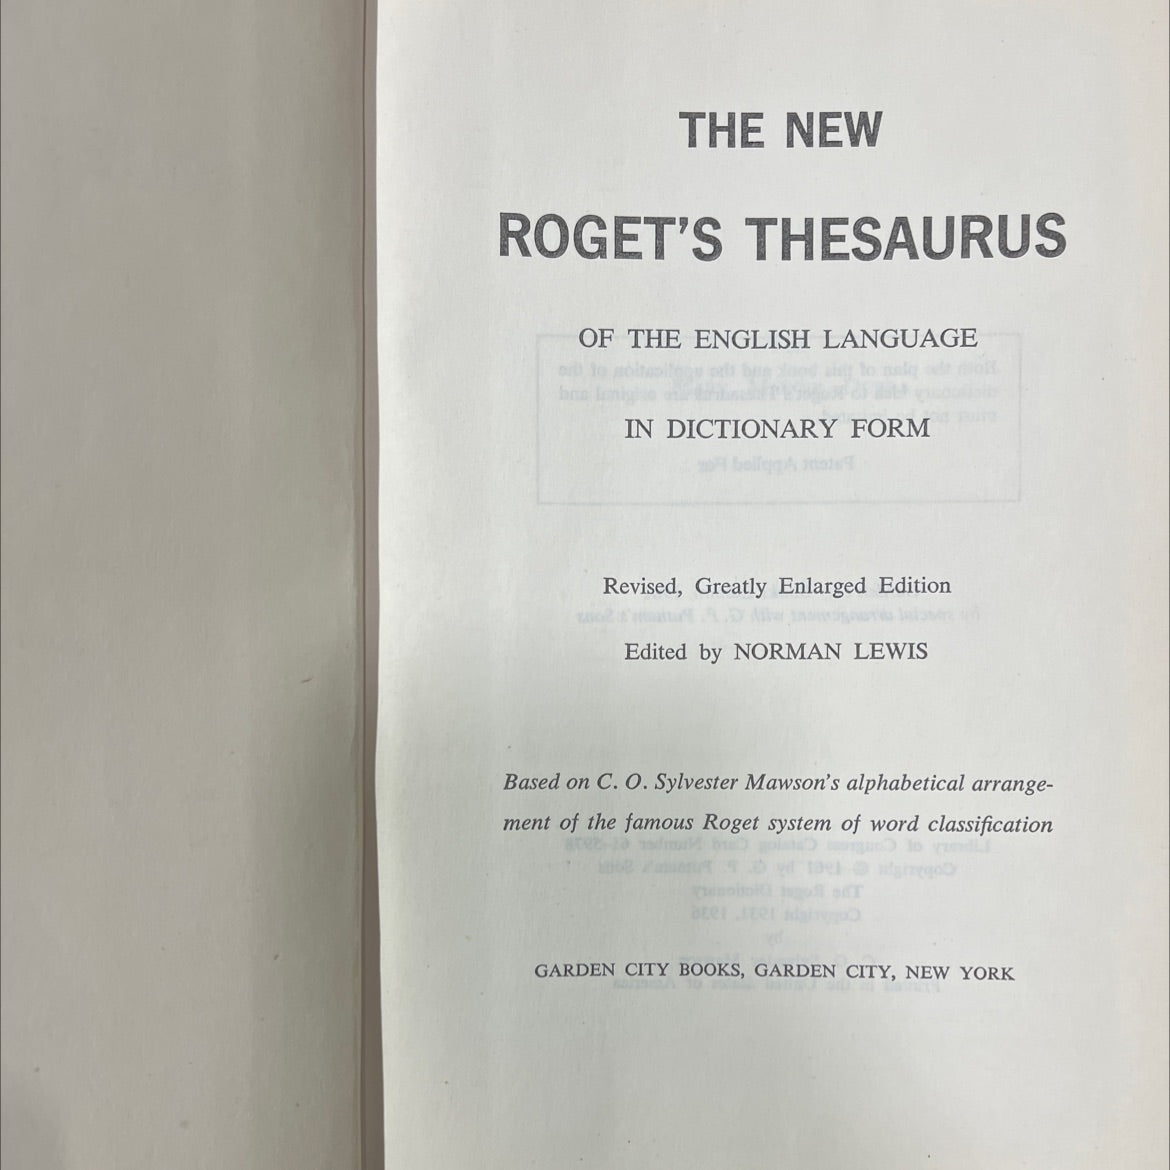 THE NEW
ROGET'S THESAURUS
OF THE ENGLISH LANGUAGE
IN DICTIONARY FORM
Revised, Greatly Enlarged Edition
Edited by NORMAN LEWIS
Based on C. O. Sylvester Mawson's alphabetical arrange-
ment of the famous Roget system of word classification
GARDEN CITY BOOKS, GARDEN CITY, NEW YORK